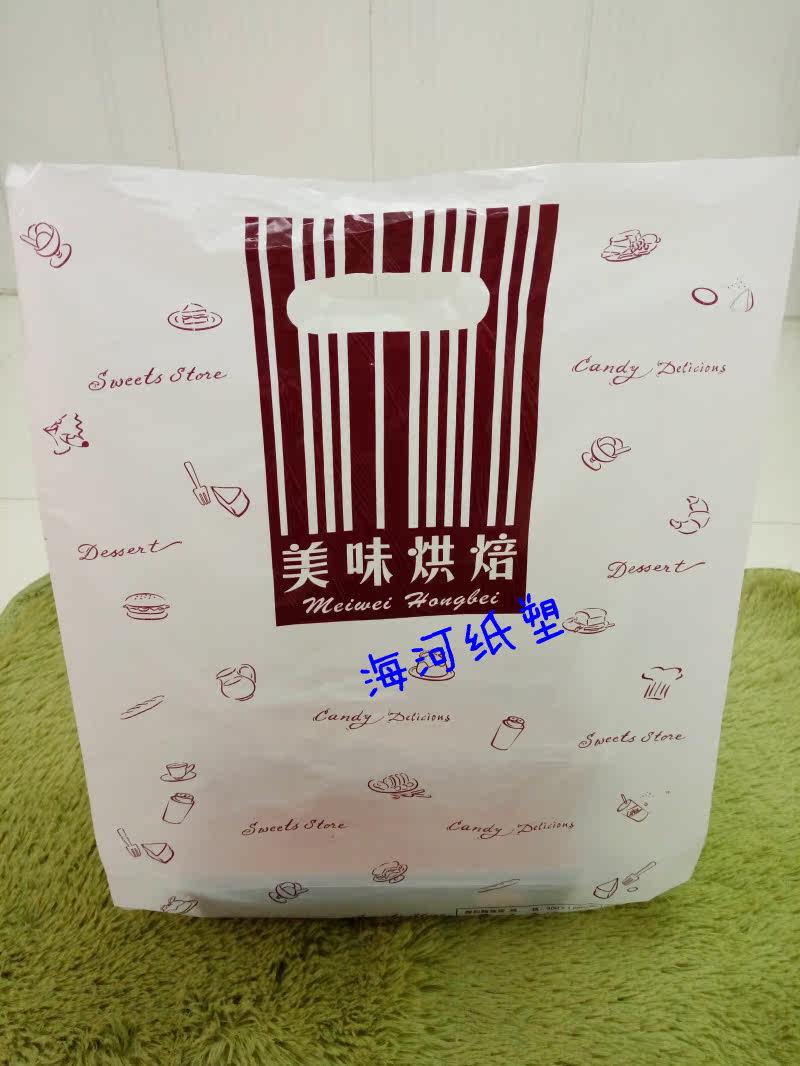 Sweets Store
Candy Delicious
Dessert
美味烘焙
Meiwei Hongbei
Dessert
海河纸塑
Candy Delicious
Sweets Store
Sweets Store
Candy Delicious